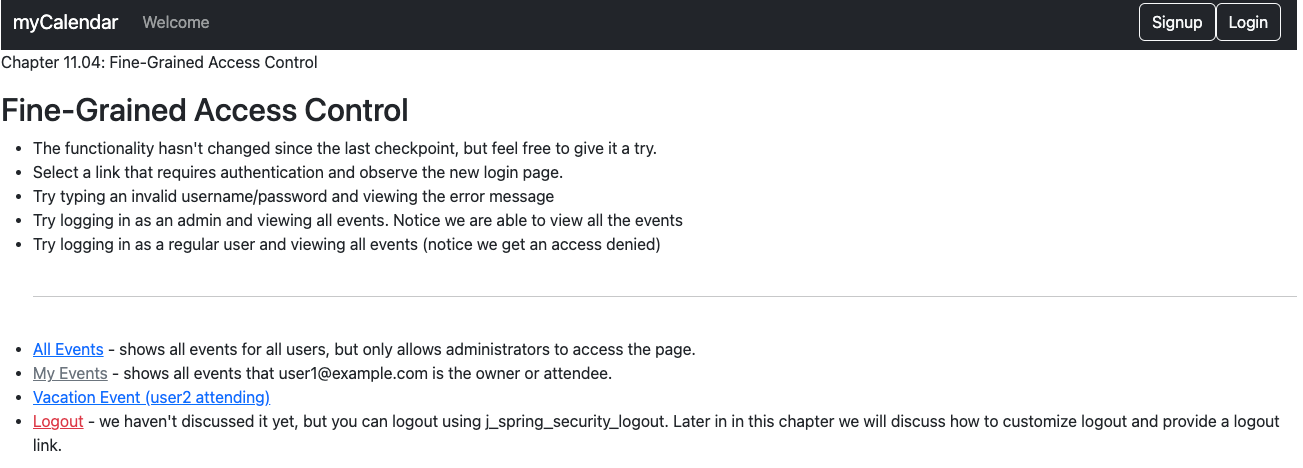 myCalendar Welcome Signup Login
Chapter 11.04: Fine-Grained Access Control
Fine-Grained Access Control
• The functionality hasn't changed since the last checkpoint, but feel free to give it a try.
• Select a link that requires authentication and observe the new login page.
• Try typing an invalid username/password and viewing the error message
• Try logging in as an admin and viewing all events. Notice we are able to view all the events
• Try logging in as a regular user and viewing all events (notice we get an access denied)
• All Events - shows all events for all users, but only allows administrators to access the page.
• My Events - shows all events that user1@example.com is the owner or attendee.
• Vacation Event (user2 attending)
• Logout - we haven't discussed it yet, but you can logout using j_spring_security_logout. Later in in this chapter we will discuss how to customize logout and provide a logout
link.